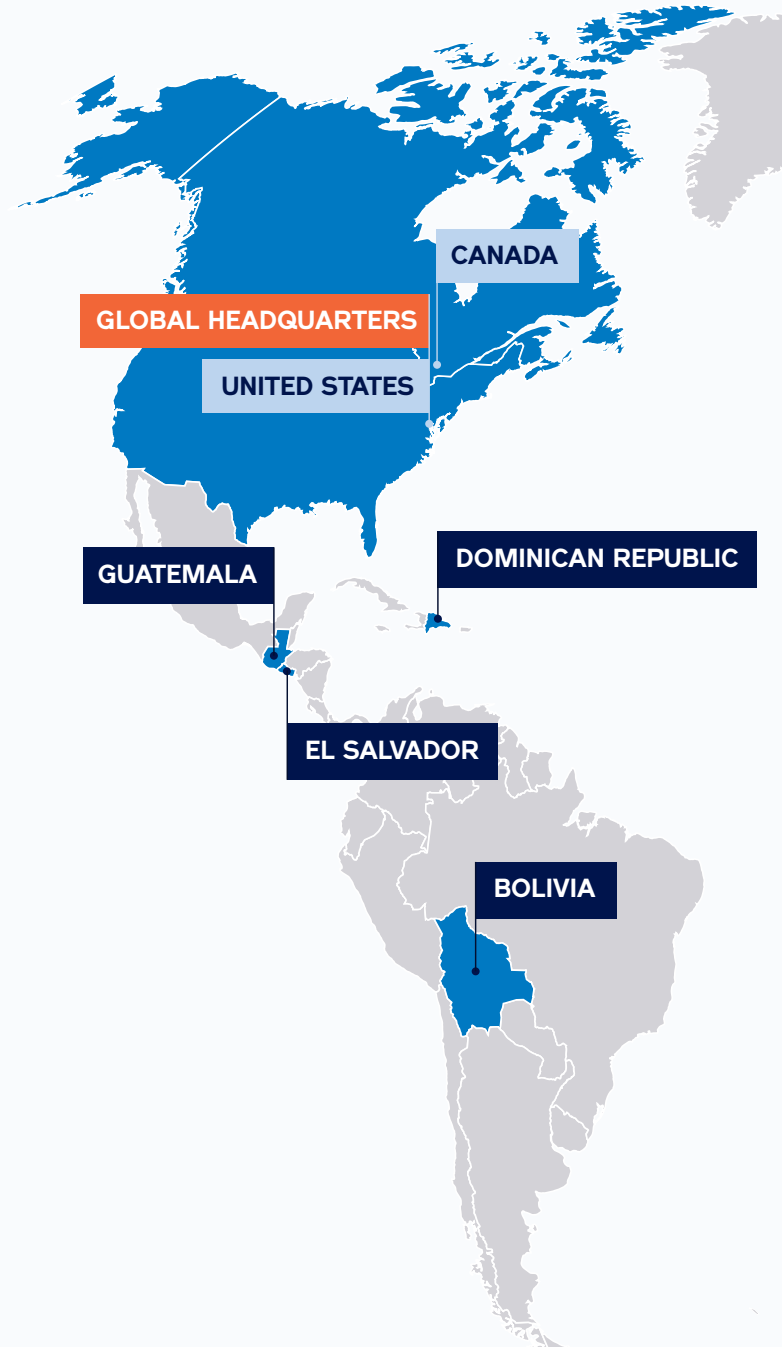 CANADA
GLOBAL HEADQUARTERS
UNITED STATES
DOMINICAN REPUBLIC
GUATEMALA
EL SALVADOR
BOLIVIA